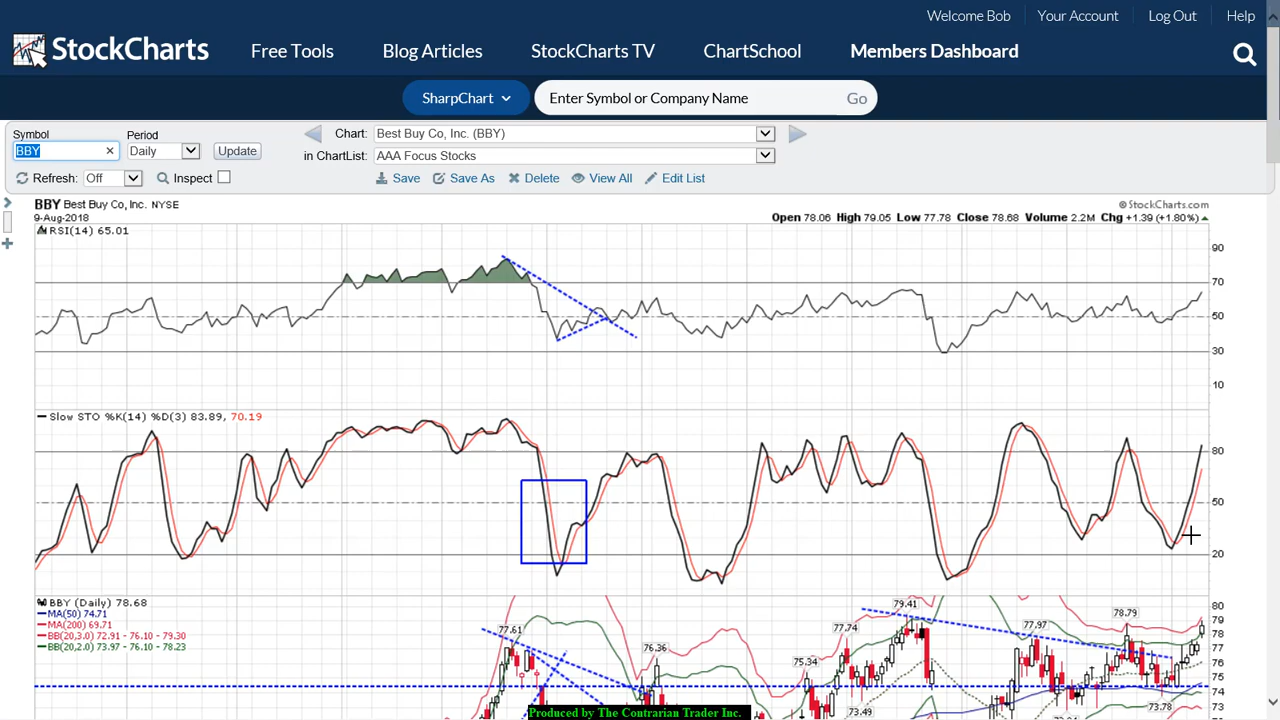 Welcome Bob Your Account Log Out Help
StockCharts Free Tools Blog Articles StockCharts TV ChartSchool Members Dashboard
SharpChart Enter Symbol or Company Name Go
Symbol Period Chart: Best Buy Co, Inc. (BBY)
BBY × Daily Update in ChartList: AAA Focus Stocks
Refresh: Off Inspect Save Save As Delete View All Edit List
BBY Best Buy Co, Inc. NYSE © StockCharts.com
9-Aug-2018 Open 78.06 High 79.05 Low 77.78 Close 78.68 Volume 2.2M Chg +1.39 (+1.80%)
RSI(14) 65.01
90
70
50
30
10
Slow STO %K(14) %D(3) 83.89, 70.19
80
50
20
BBY (Daily) 78.68
MA(50) 74.71
MA(200) 69.71
BB(20,3.0) 72.91 - 76.10 - 79.30
BB(20,2.0) 73.97 - 76.10 - 78.23
77.61
76.36
75.34
77.74
79.41
73.49
77.97
78.79
73.78
80
79
78
77
76
75
74
73
Produced by The Contrarian Trader Inc.